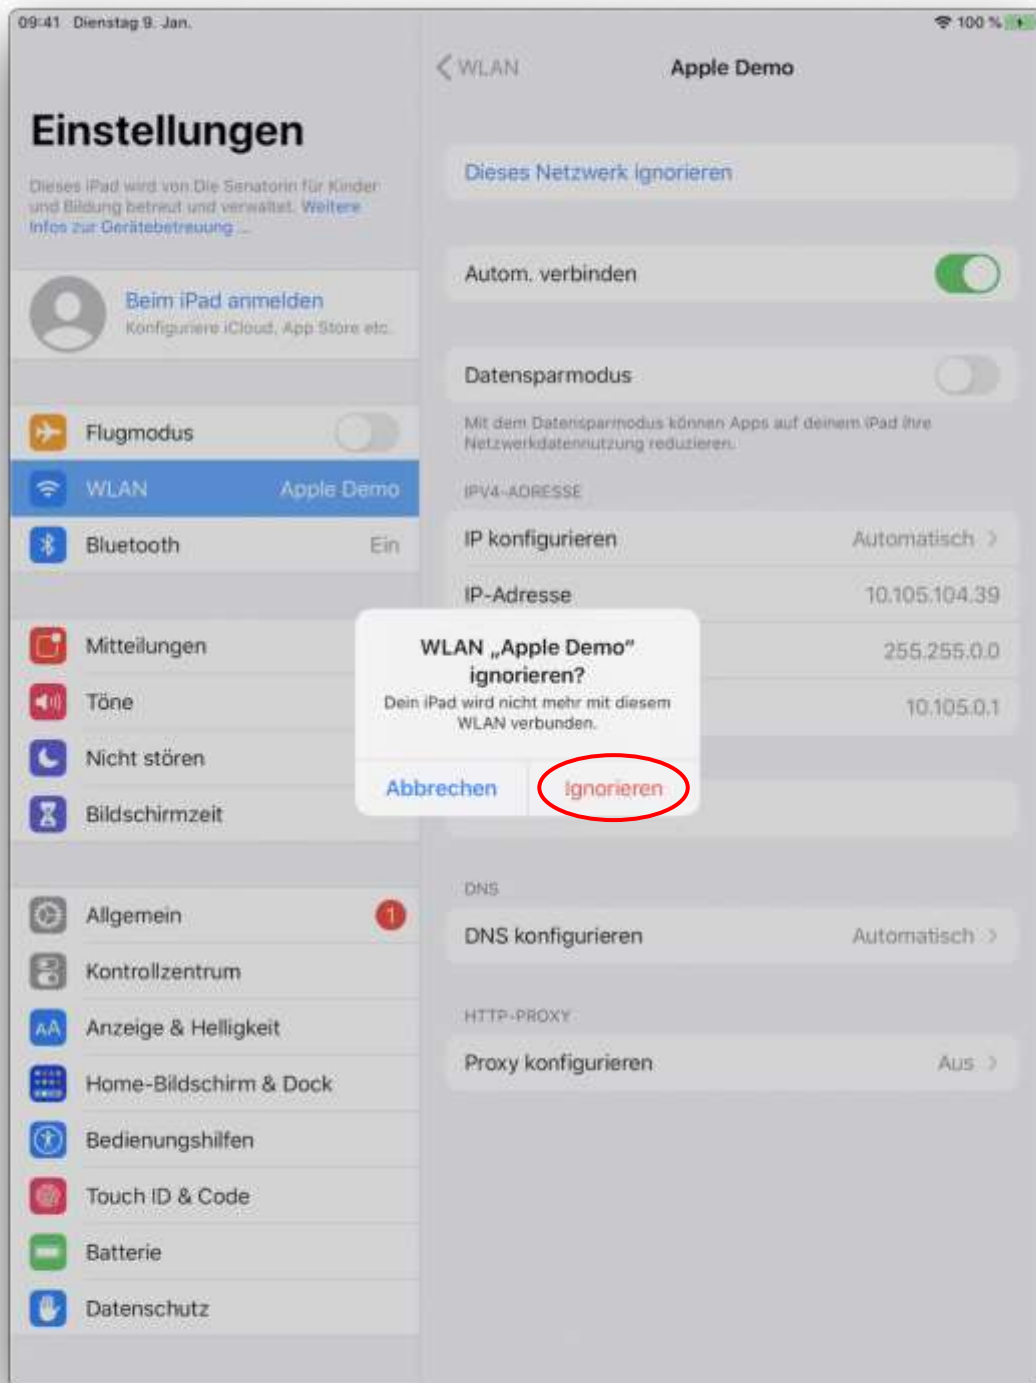 09:41 Dienstag 9. Jan.
100 %
Einstellungen
Dieses iPad wird von Die Senatorin für Kinder
und Bildung betreut und verwaltet. Weitere
Infos zur Gerätebetreuung ...
Beim iPad anmelden
Konfiguriere iCloud, App Store etc.
Flugmodus
WLAN Apple Demo
Bluetooth Ein
Mitteilungen
Töne
Nicht stören
Bildschirmzeit
Allgemein 1
Kontrollzentrum
AA Anzeige & Helligkeit
Home-Bildschirm & Dock
Bedienungshilfen
Touch ID & Code
Batterie
Datenschutz
WLAN Apple Demo
Dieses Netzwerk ignorieren
Autom. verbinden
Datensparmodus
Mit dem Datensparmodus können Apps auf deinem iPad ihre
Netzwerkdatennutzung reduzieren.
IPV4-ADRESSE
IP konfigurieren Automatisch
IP-Adresse 10.105.104.39
255.255.0.0
10.105.0.1
WLAN „Apple Demo“
ignorieren?
Dein iPad wird nicht mehr mit diesem
WLAN verbunden.
Abbrechen Ignorieren
DNS
DNS konfigurieren Automatisch
HTTP-PROXY
Proxy konfigurieren Aus